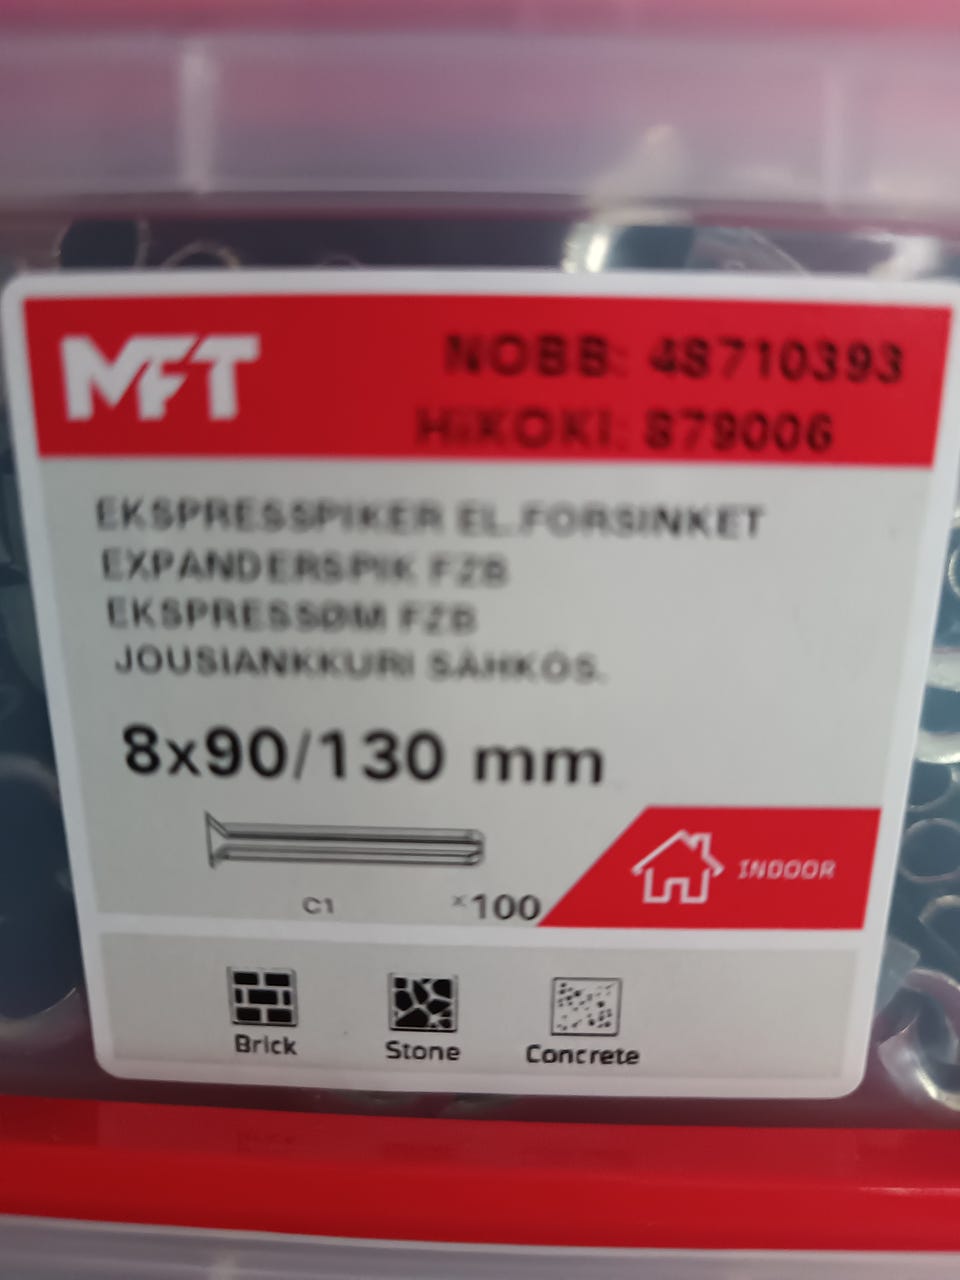 MFT
NOBB: 48710393
HiKOKI: 879006
EKSPRESSPIKER EL.FORSINKET
EXPANDERSPIK FZB
EKSPRESSØM FZB
JOUSIANKKURI SÄHKÖS.
8x90/130 mm
C1
x100
INDOOR
Brick
Stone
Concrete